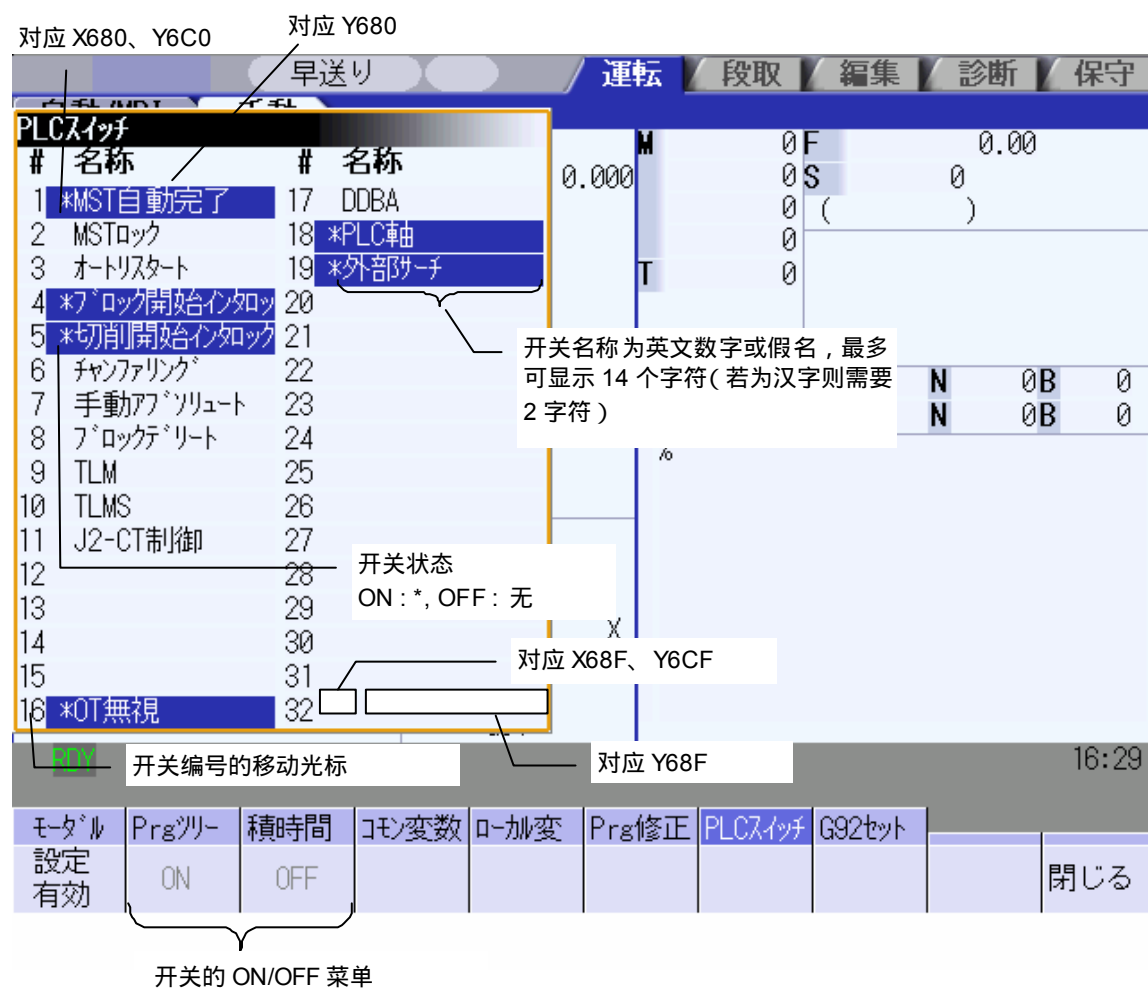 对应 X680、Y6C0
对应 Y680
早送り
運転 段取 編集 診断 保守
PLCスイッチ
# 名称 # 名称
1 *MST自動完了 17 DDBA
2 MSTロック 18 *PLC軸
3 オートリスタート 19 *外部サーチ
4 *ブロック開始インタロッ 20
5 *切削開始インタロック 21
6 チャンファリング 22
7 手動アブソリュート 23
8 ブロックデリート 24
9 TLM 25
10 TLMS 26
11 J2-CT制御 27
12 28
13 29
14 30
15 31
16 *OT無視 32
0.000
M 0 F 0.00
0 S 0
0 ( )
0
T 0
开关名称为英文数字或假名，最多
可显示 14 个字符（若为汉字则需要
2 字符）
N 0 B 0
N 0 B 0
%
开关状态
ON : *, OFF : 无
X
对应 X68F、Y6CF
对应 Y68F
开关编号的移动光标
RDY
16:29
モーダル Prgツリー 積時間 コモン変数 ローカル変 Prg修正 PLCスイッチ G92セット
設定
有効
ON OFF 閉じる
开关的 ON/OFF 菜单